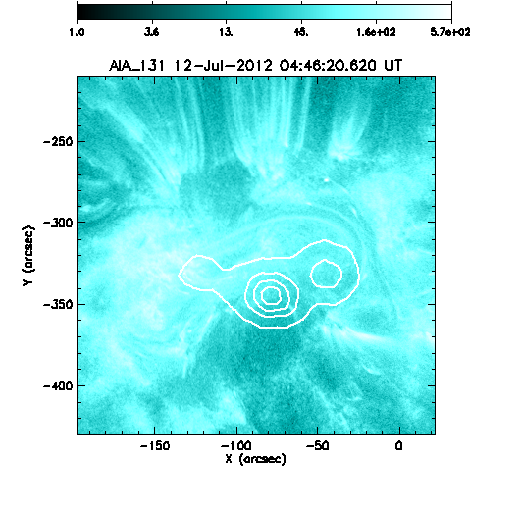 1.0 3.6 13. 45. 1.6e+02 5.7e+02
AIA_131 12-Jul-2012 04:46:20.620 UT
-250
-300
-350
-400
Y (arcsec)
-150 -100 -50 0
X (arcsec)